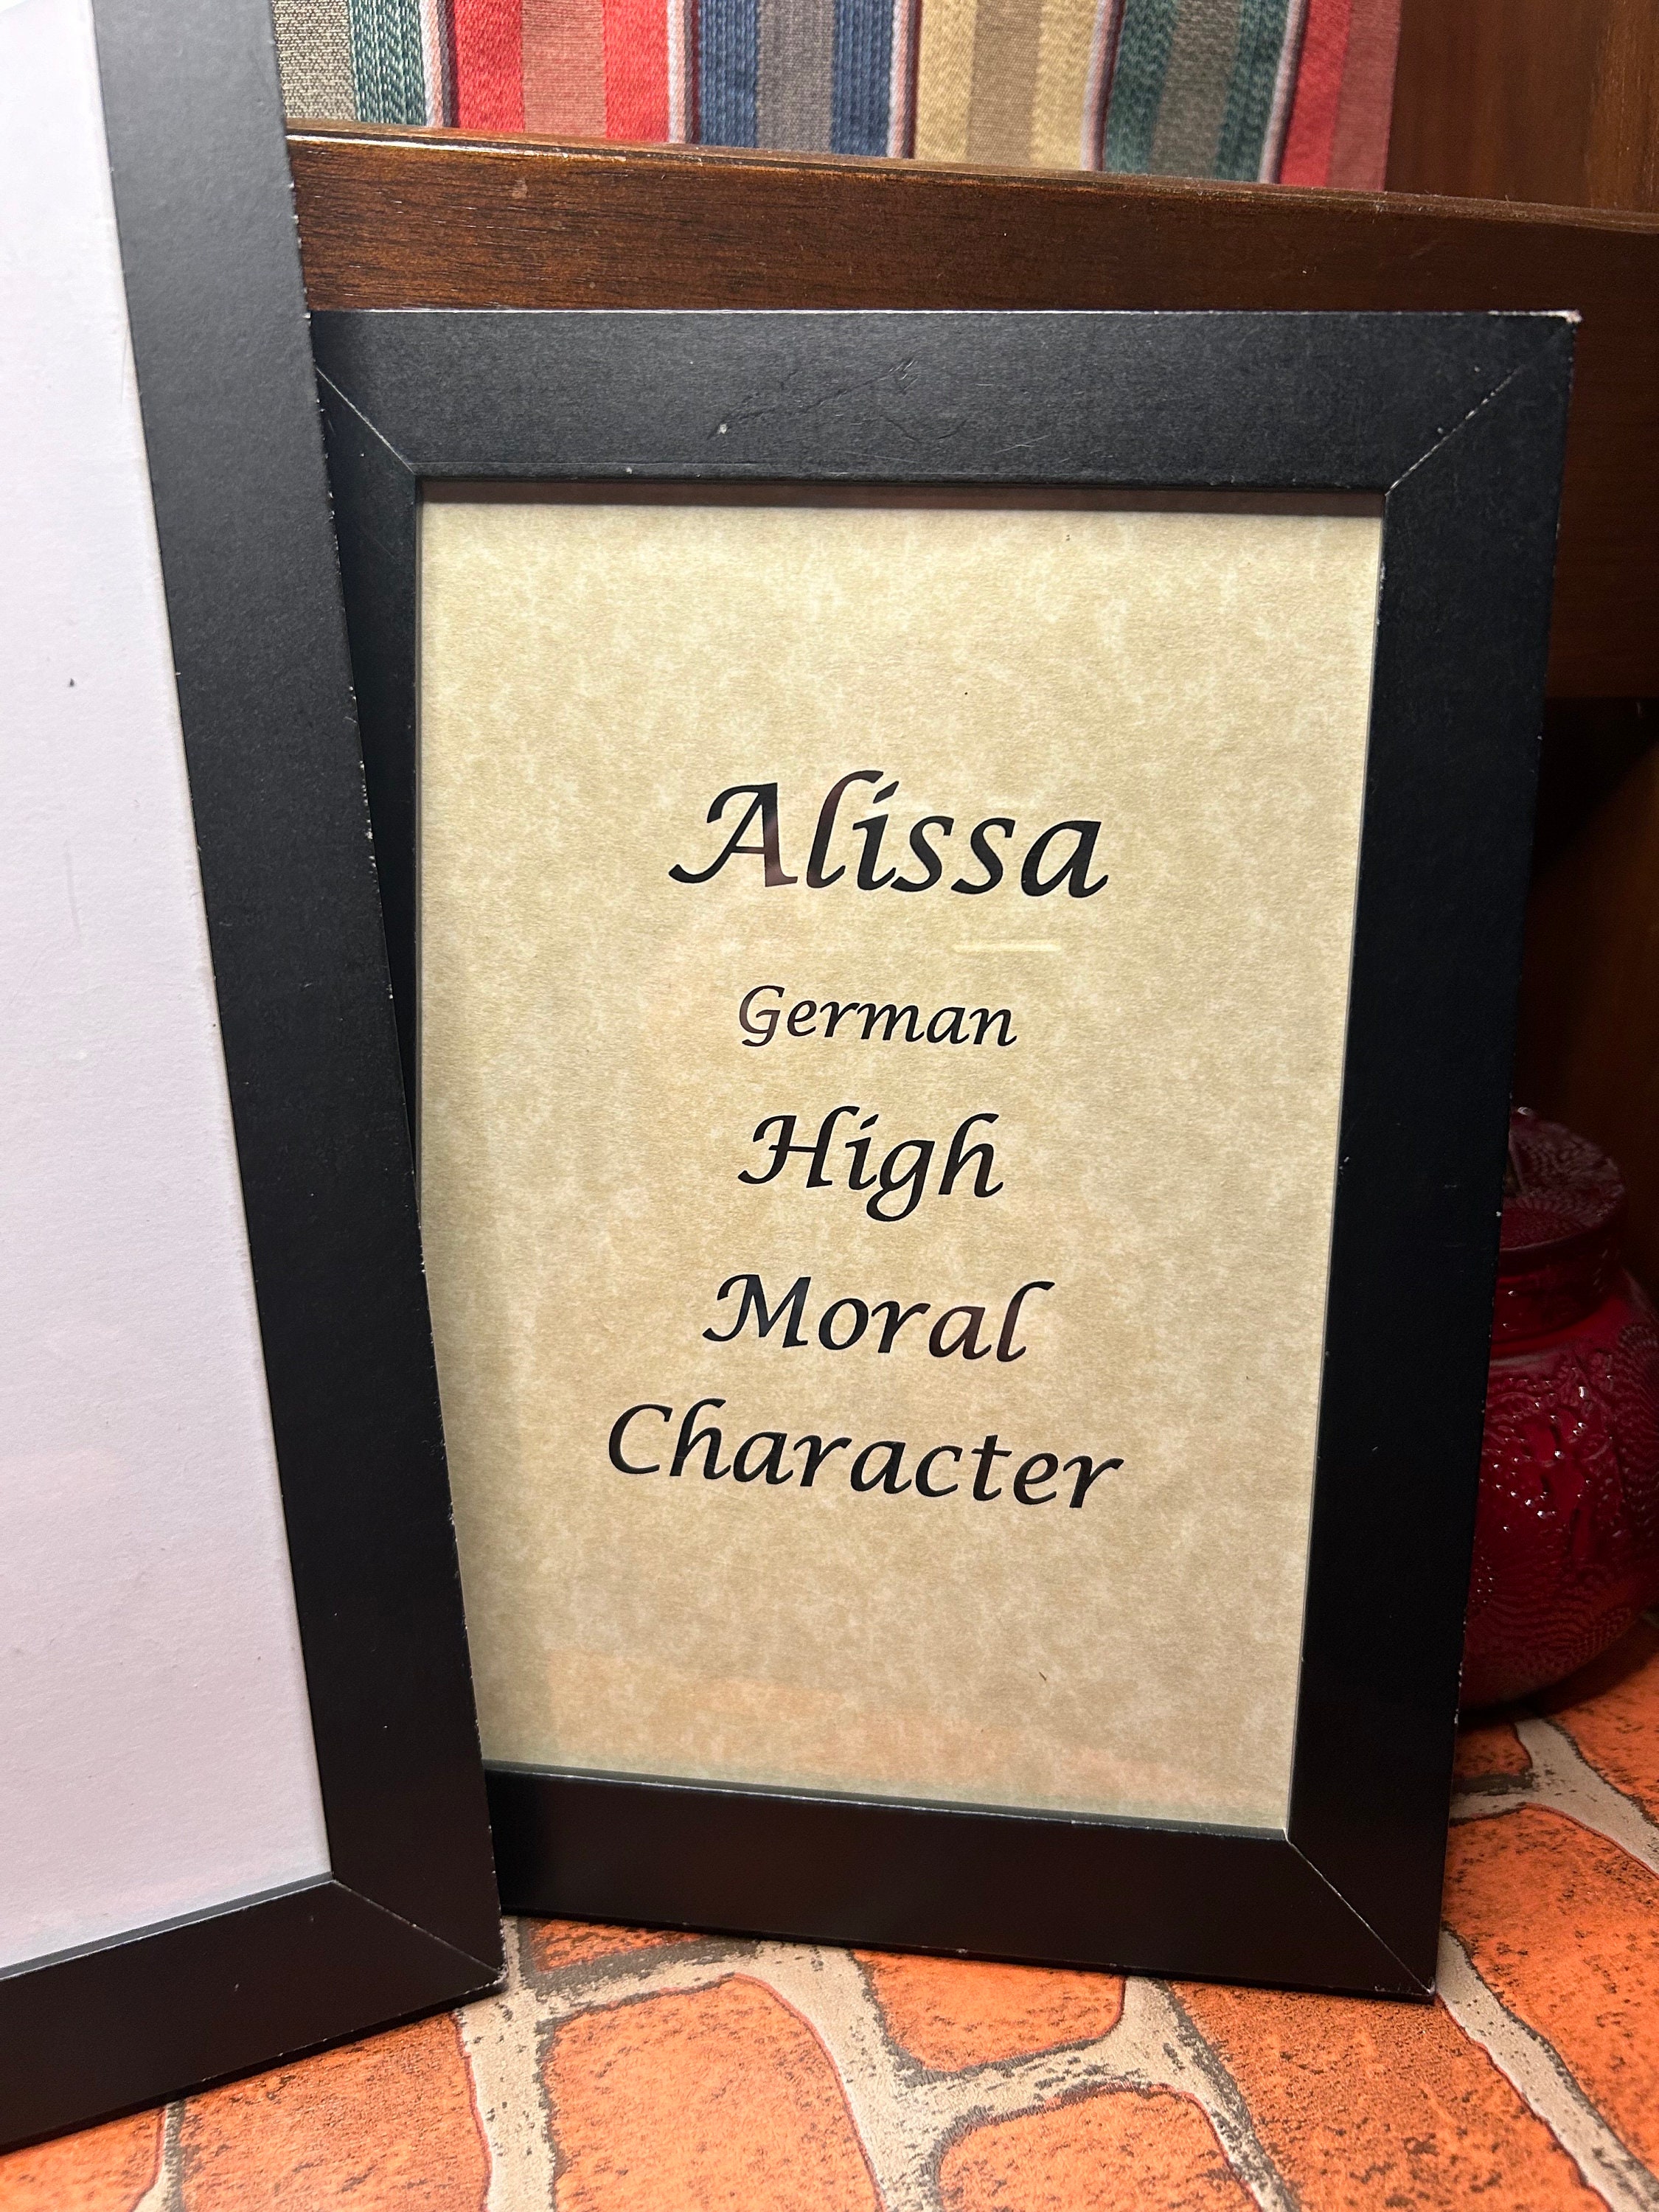 Alissa
German
High
Moral
Character